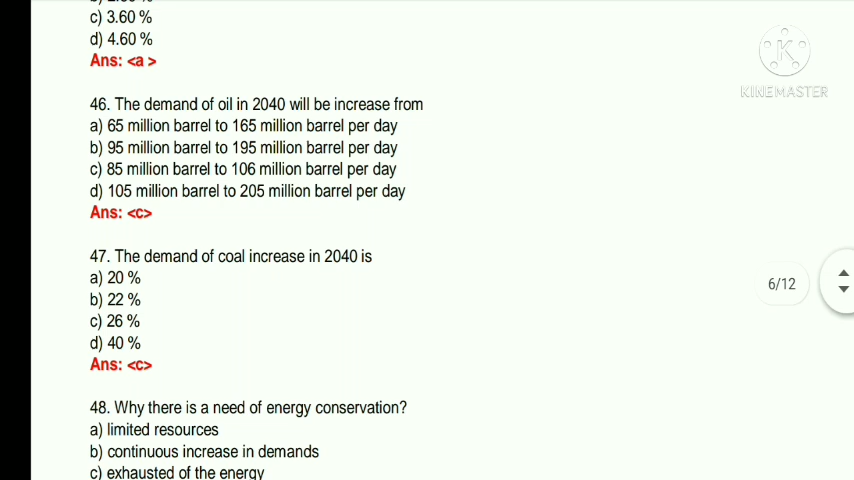 c) 3.60 %
d) 4.60 %
Ans: <a >
46. The demand of oil in 2040 will be increase from
a) 65 million barrel to 165 million barrel per day
b) 95 million barrel to 195 million barrel per day
c) 85 million barrel to 106 million barrel per day
d) 105 million barrel to 205 million barrel per day
Ans: <c>
47. The demand of coal increase in 2040 is
a) 20 %
b) 22 %
c) 26 %
d) 40 %
Ans: <c>
48. Why there is a need of energy conservation?
a) limited resources
b) continuous increase in demands
c) exhausted of the energy
K
KINEMASTER
6/12